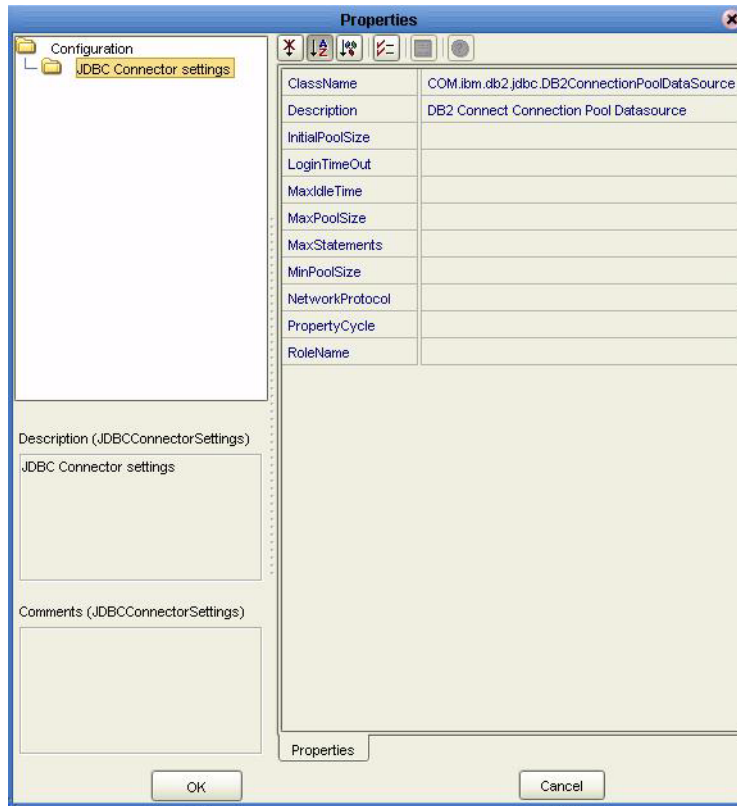 Properties
Configuration
JDBC Connector settings
ClassName COM.ibm.db2.jdbc.DB2ConnectionPoolDataSource
Description DB2 Connect Connection Pool Datasource
InitialPoolSize
LoginTimeOut
MaxIdleTime
MaxPoolSize
MaxStatements
MinPoolSize
NetworkProtocol
PropertyCycle
RoleName
Description (JDBCConnectorSettings)
JDBC Connector settings
Comments (JDBCConnectorSettings)
Properties
OK Cancel